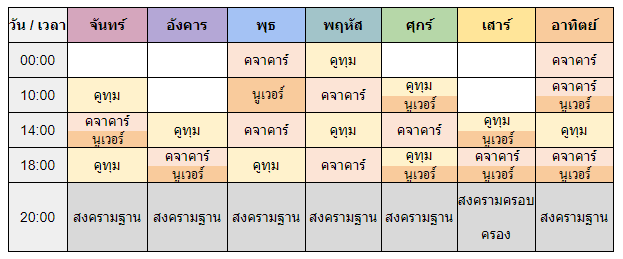 วัน / เวลา จันทร์ อังคาร พุธ พฤหัส ศุกร์ เสาร์ อาทิตย์
00:00 คจาคาร์ คูทุม คจาคาร์
10:00 คูทุม นูเวอร์ คจาคาร์ คูทุม นูเวอร์ คจาคาร์ นูเวอร์
14:00 คจาคาร์ นูเวอร์ คูทุม คจาคาร์ คูทุม คจาคาร์ คูทุม นูเวอร์ คูทุม
18:00 คูทุม คจาคาร์ นูเวอร์ คูทุม คจาคาร์ คูทุม นูเวอร์ คจาคาร์ นูเวอร์ คจาคาร์ นูเวอร์
20:00 สงครามฐาน สงครามฐาน สงครามฐาน สงครามฐาน สงครามฐาน สงครามครอบครอง สงครามฐาน